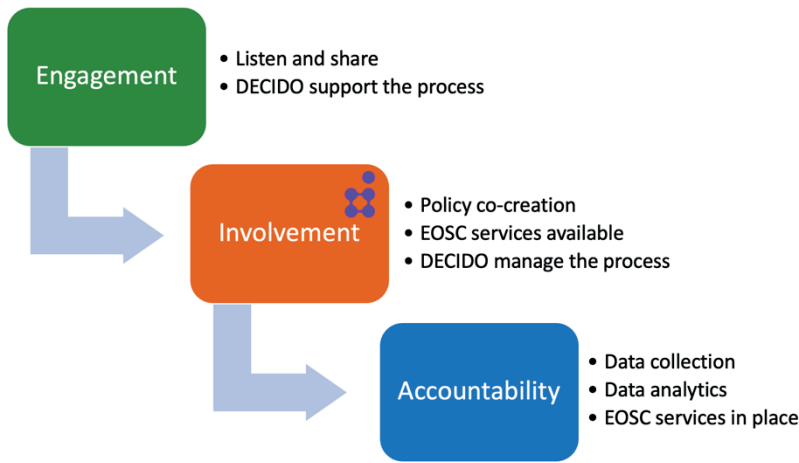 Engagement
• Listen and share
• DECIDO support the process
Involvement
• Policy co-creation
• EOSC services available
• DECIDO manage the process
Accountability
• Data collection
• Data analytics
• EOSC services in place